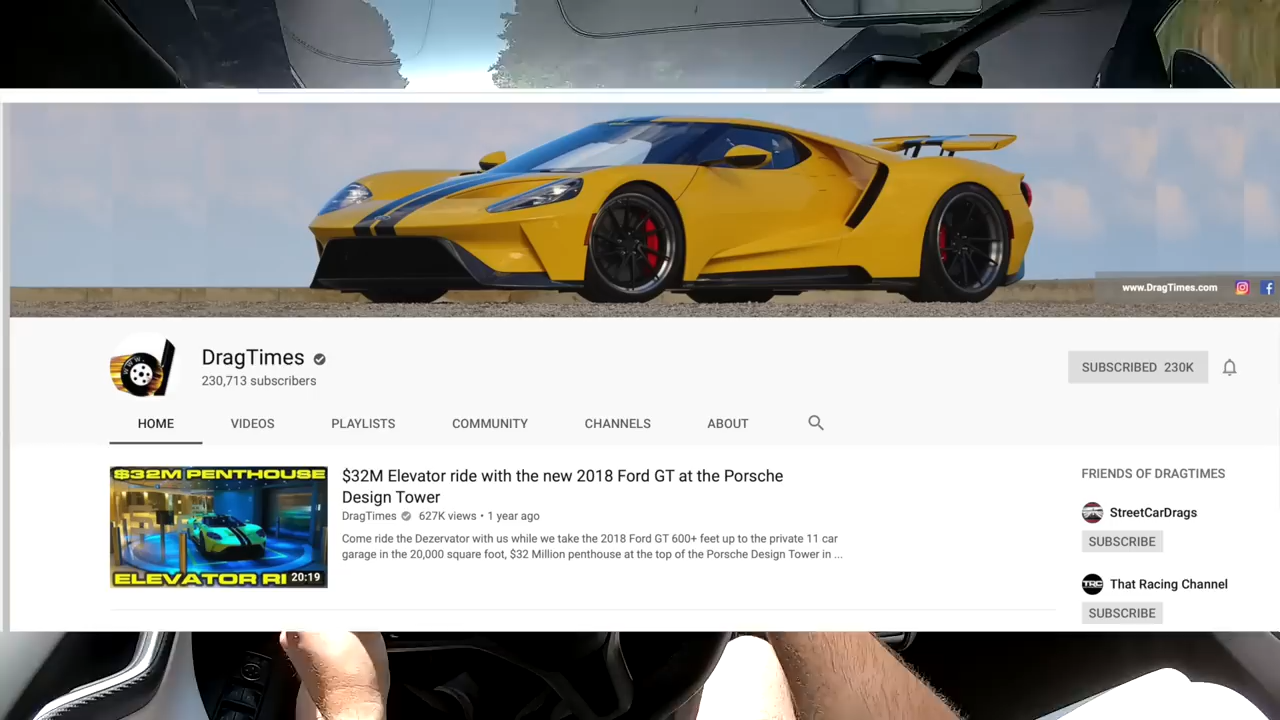 www.DragTimes.com
DragTimes
230,713 subscribers
SUBSCRIBED 230K
HOME VIDEOS PLAYLISTS COMMUNITY CHANNELS ABOUT
$32M PENTHOUSE
ELEVATOR RI
20:19
$32M Elevator ride with the new 2018 Ford GT at the Porsche
Design Tower
DragTimes 627K views • 1 year ago
Come ride the Dezervator with us while we take the 2018 Ford GT 600+ feet up to the private 11 car
garage in the 20,000 square foot, $32 Million penthouse at the top of the Porsche Design Tower in ...
FRIENDS OF DRAGTIMES
StreetCarDrags
SUBSCRIBE
TRC
That Racing Channel
SUBSCRIBE